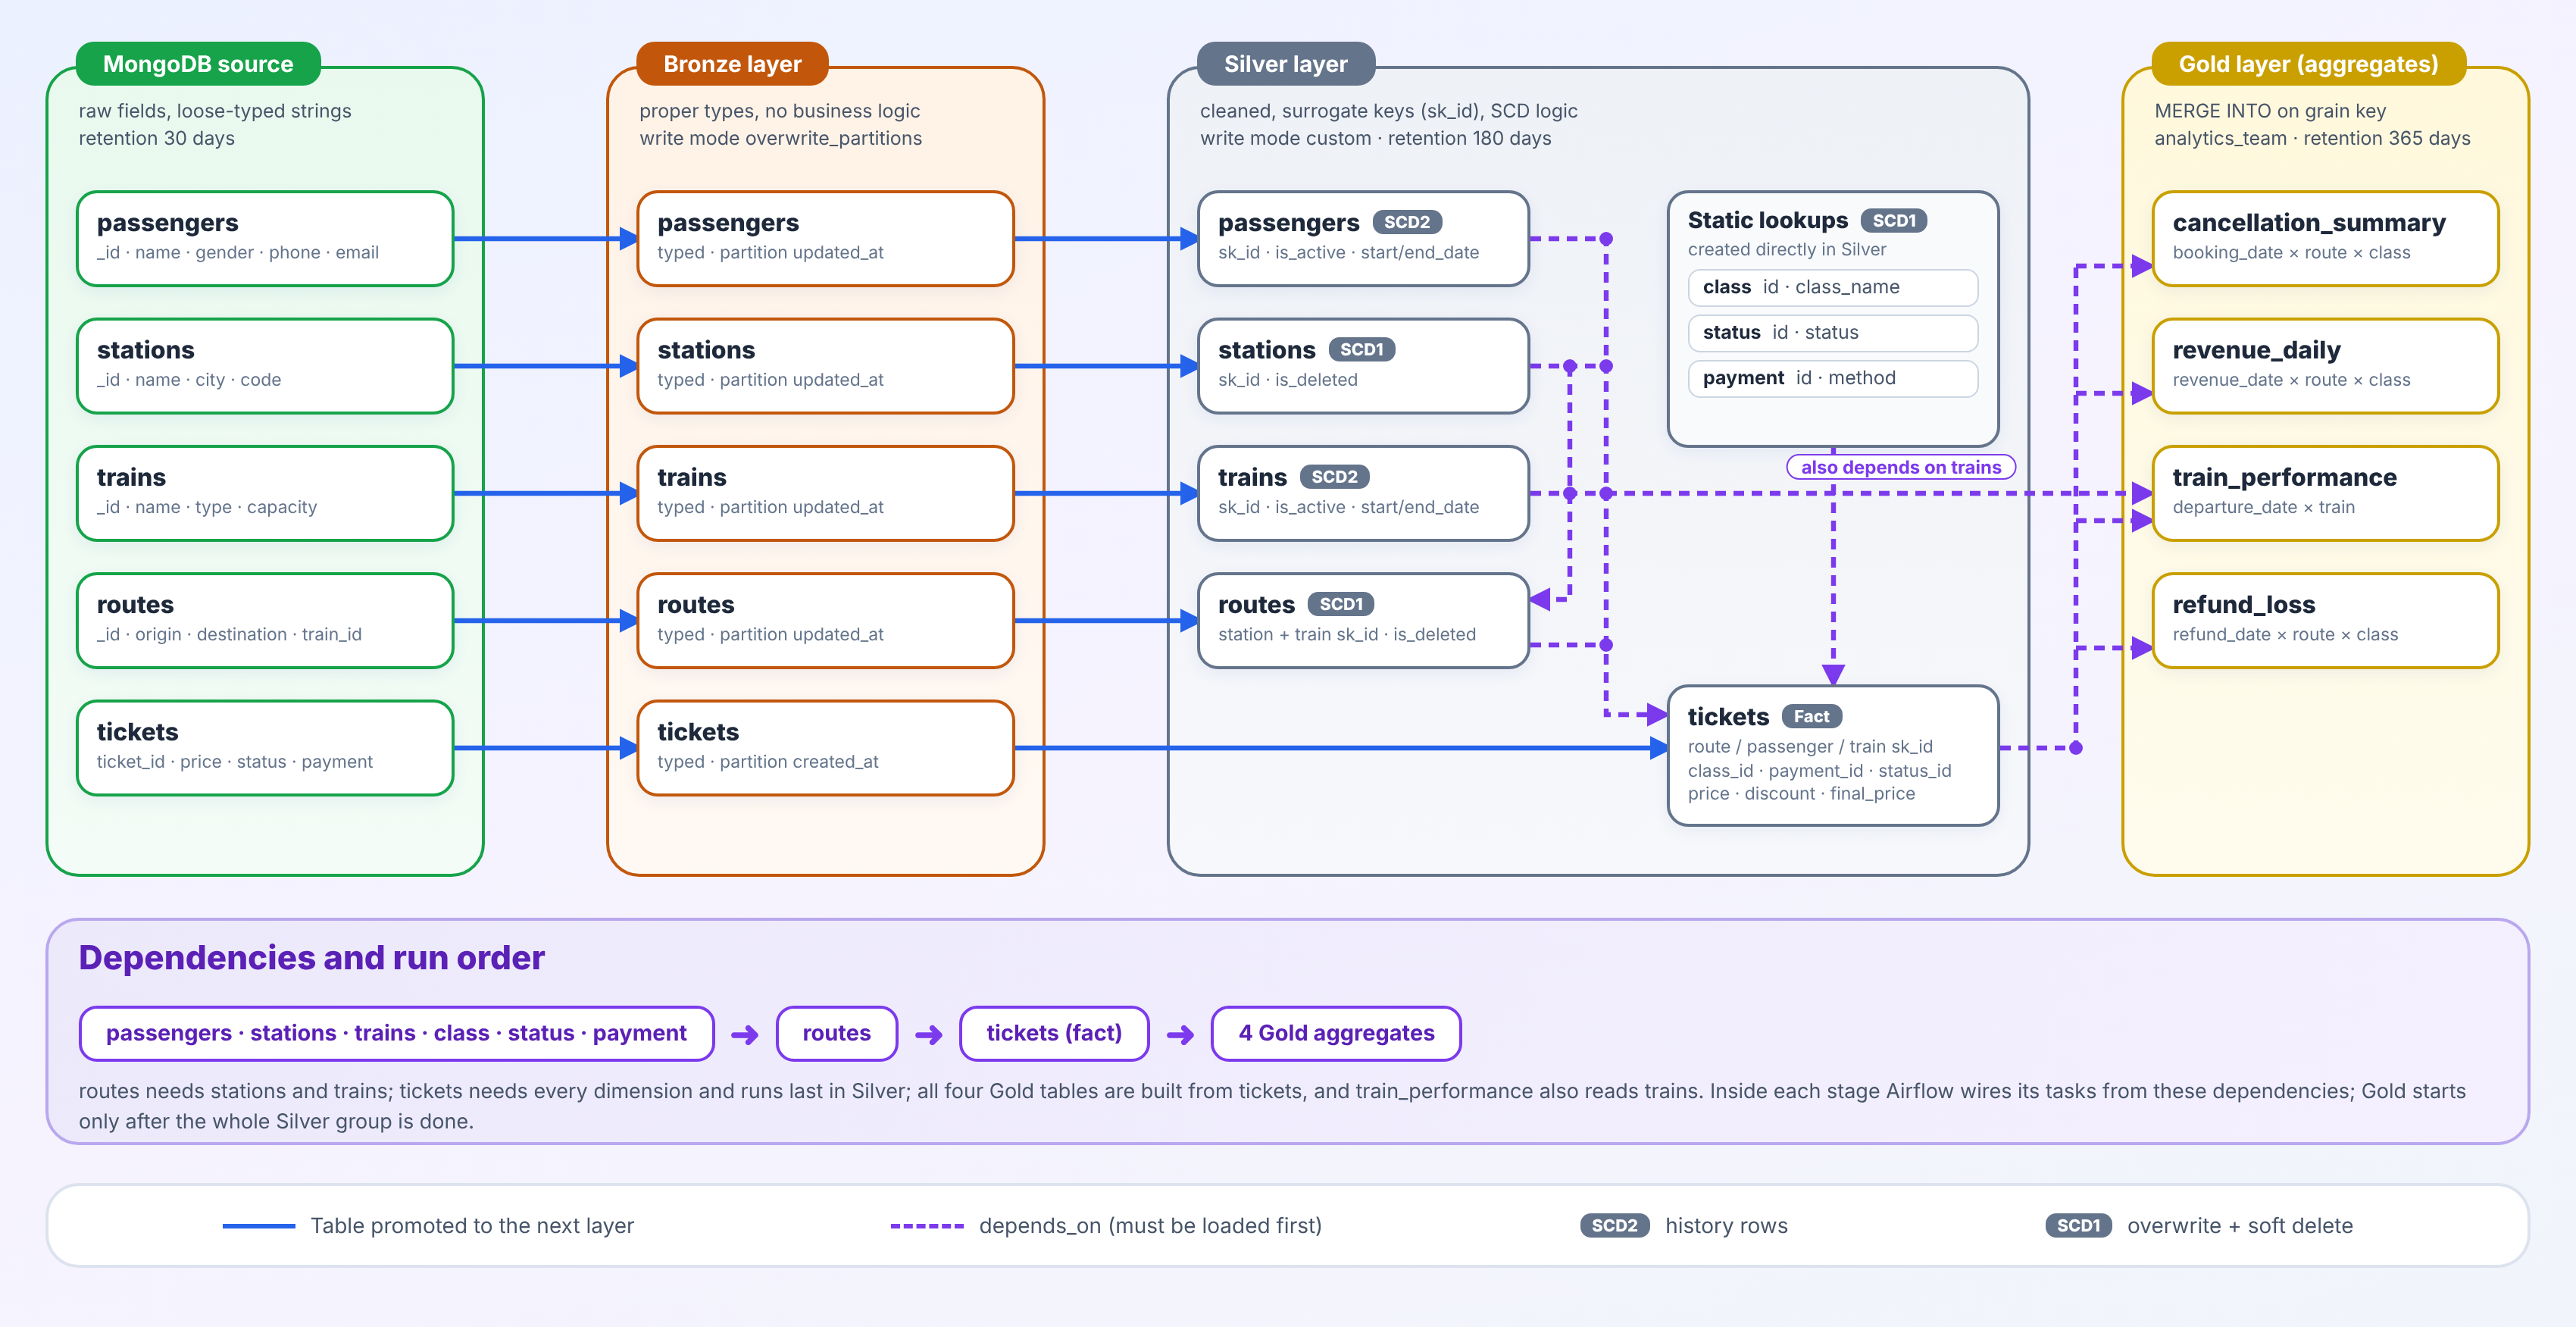 MongoDB source
raw fields, loose-typed strings
retention 30 days
passengers
_id · name · gender · phone · email
stations
_id · name · city · code
trains
_id · name · type · capacity
routes
_id · origin · destination · train_id
tickets
ticket_id · price · status · payment
Bronze layer
proper types, no business logic
write mode overwrite_partitions
passengers
typed · partition updated_at
stations
typed · partition updated_at
trains
typed · partition updated_at
routes
typed · partition updated_at
tickets
typed · partition created_at
Silver layer
cleaned, surrogate keys (sk_id), SCD logic
write mode custom · retention 180 days
passengers SCD2
sk_id · is_active · start/end_date
stations SCD1
sk_id · is_deleted
trains SCD2
sk_id · is_active · start/end_date
routes SCD1
station + train sk_id · is_deleted
Static lookups SCD1
created directly in Silver
class id · class_name
status id · status
payment id · method
also depends on trains
tickets Fact
route / passenger / train sk_id
class_id · payment_id · status_id
price · discount · final_price
Gold layer (aggregates)
MERGE INTO on grain key
analytics_team · retention 365 days
cancellation_summary
booking_date × route × class
revenue_daily
revenue_date × route × class
train_performance
departure_date × train
refund_loss
refund_date × route × class
Dependencies and run order
passengers · stations · trains · class · status · payment ➜ routes ➜ tickets (fact) ➜ 4 Gold aggregates
routes needs stations and trains; tickets needs every dimension and runs last in Silver; all four Gold tables are built from tickets, and train_performance also reads trains. Inside each stage Airflow wires its tasks from these dependencies; Gold starts
only after the whole Silver group is done.
Table promoted to the next layer
depends_on (must be loaded first)
SCD2 history rows
SCD1 overwrite + soft delete